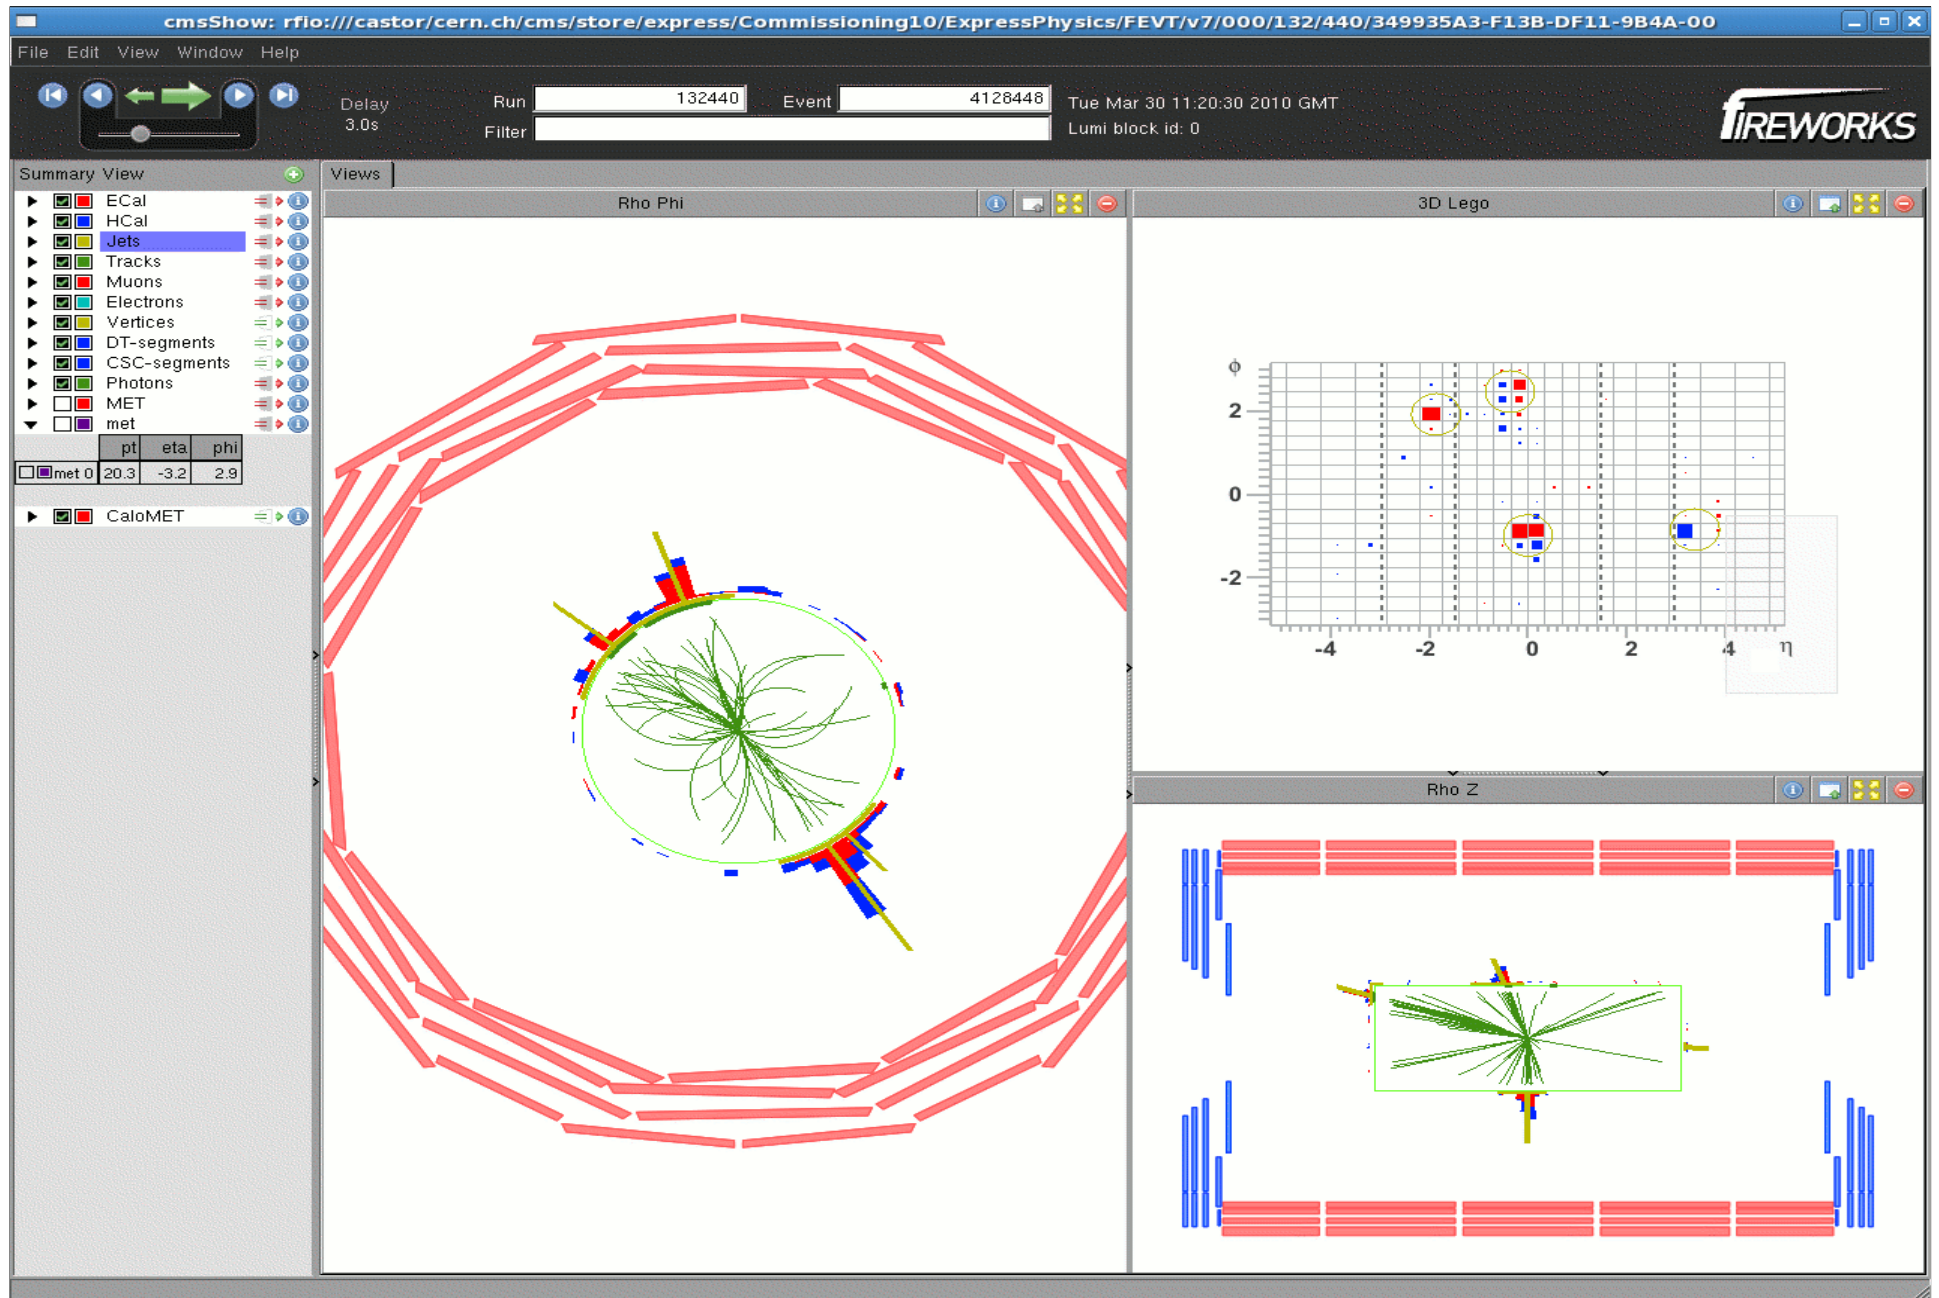 cmsShow: rfio:///castor/cern.ch/cms/store/express/Commissioning10/ExpressPhysics/FEVT/v7/000/132/440/349935A3-F13B-DF11-9B4A-00
File Edit View Window Help
Delay
3.0s
Run 132440 Event 4128448
Filter
Tue Mar 30 11:20:30 2010 GMT
Lumi block id: 0
fIREWORKS
Summary View
ECal
HCal
Jets
Tracks
Muons
Electrons
Vertices
DT-segments
CSC-segments
Photons
MET
met
pt eta phi
met 0 20.3 -3.2 2.9
CaloMET
Views
Rho Phi
3D Lego
ϕ
2
0
-2
-4 -2 0 2 4 η
Rho Z